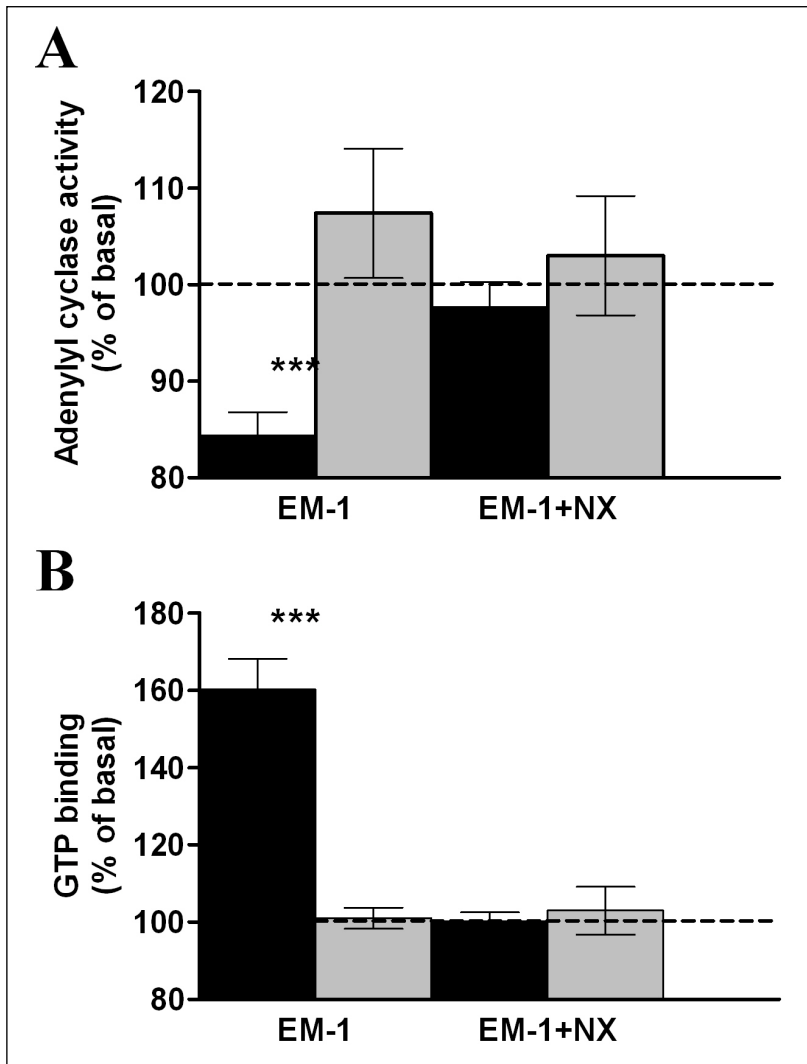 A
Adenylyl cyclase activity
(% of basal)
120
110
100
90
80
***
EM-1
EM-1+NX
B
GTP binding
(% of basal)
180
160
140
120
100
80
***
EM-1
EM-1+NX